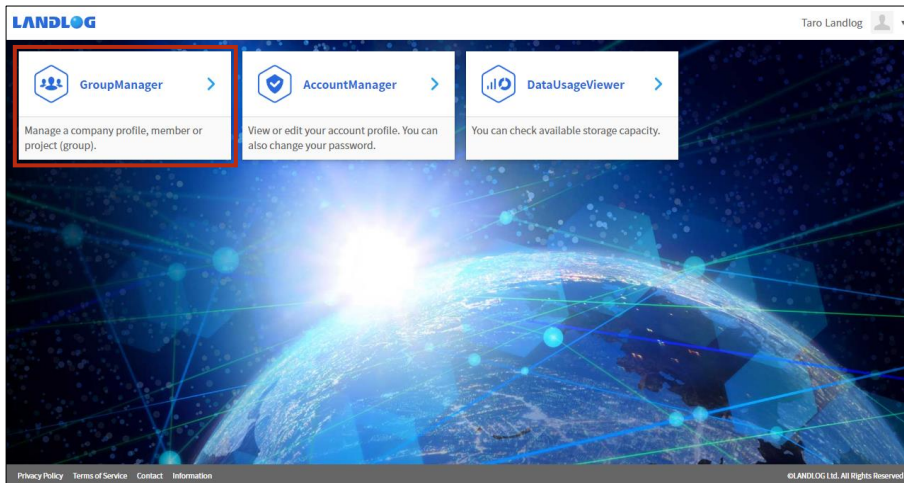 LANDLOG
Taro Landlog
GroupManager
Manage a company profile, member or
project (group).
AccountManager
View or edit your account profile. You can
also change your password.
DataUsageViewer
You can check available storage capacity.
Privacy Policy Terms of Service Contact Information
©LANDLOG Ltd. All Rights Reserved